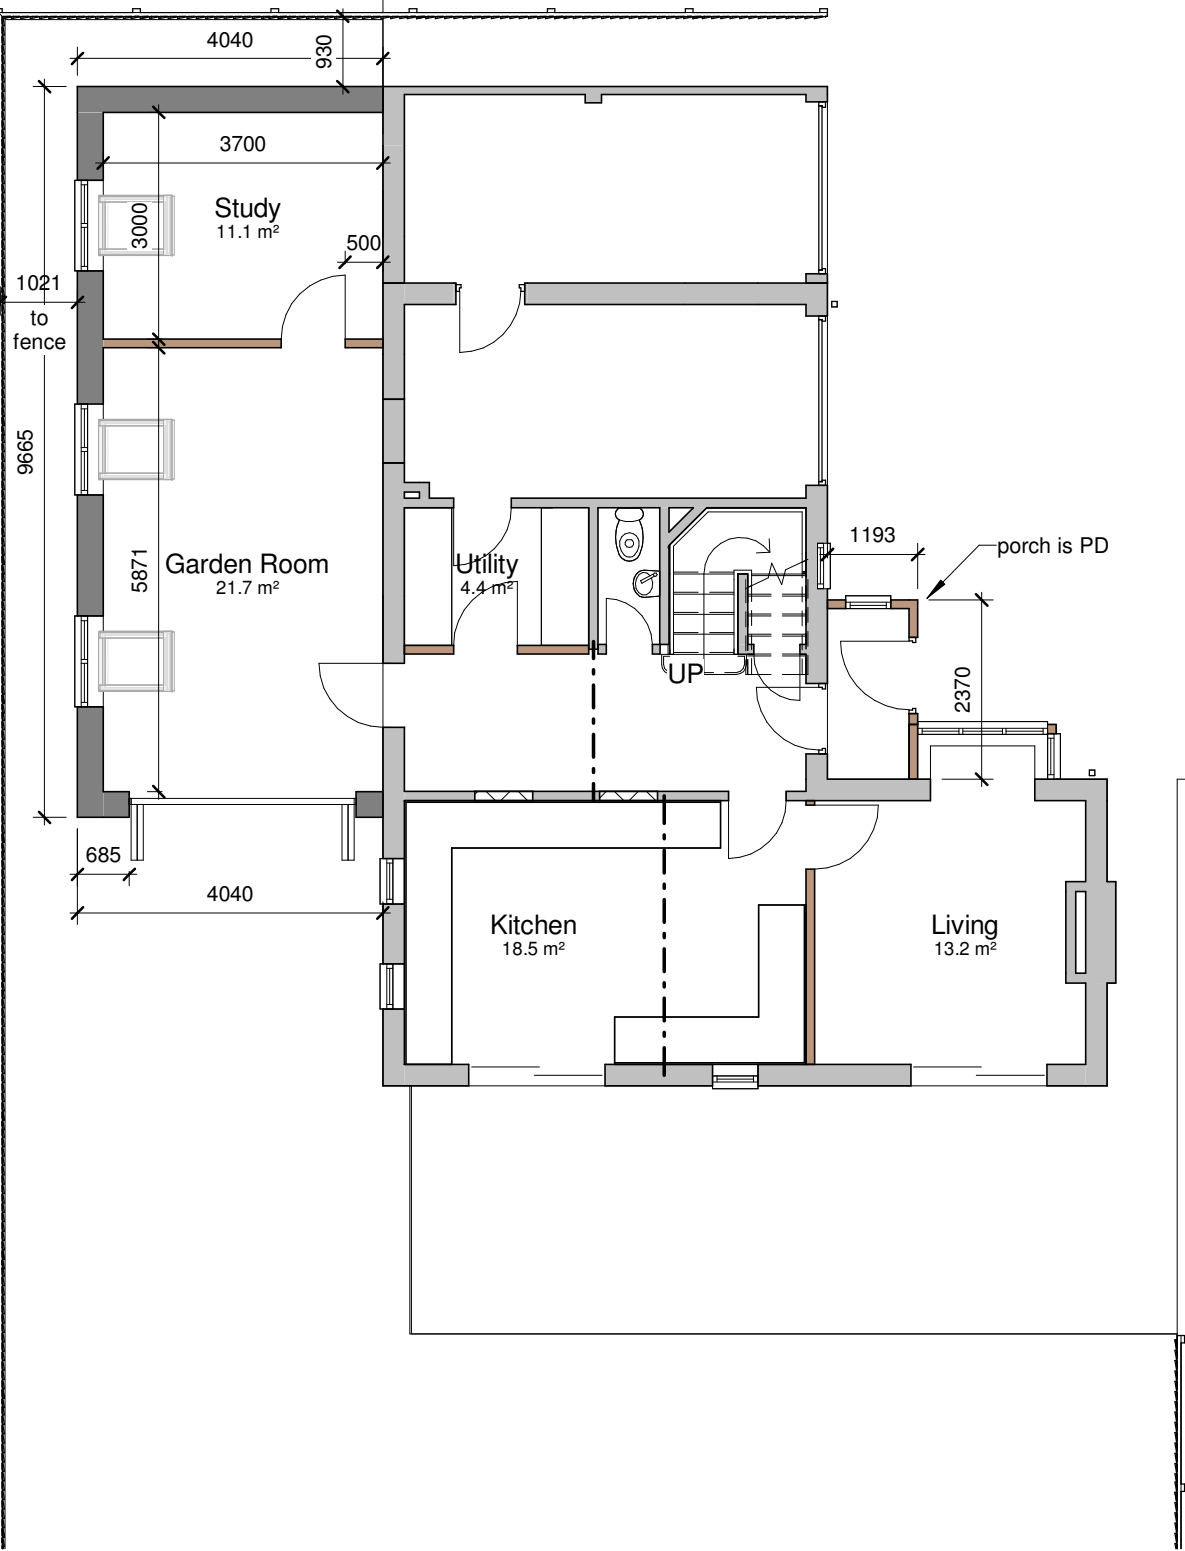 4040
930
3700
3000
Study
11.1 m²
500
1021
to
fence
9665
5871
Garden Room
21.7 m²
Utility
4.4 m²
1193
porch is PD
UP
2370
685
4040
Kitchen
18.5 m²
Living
13.2 m²